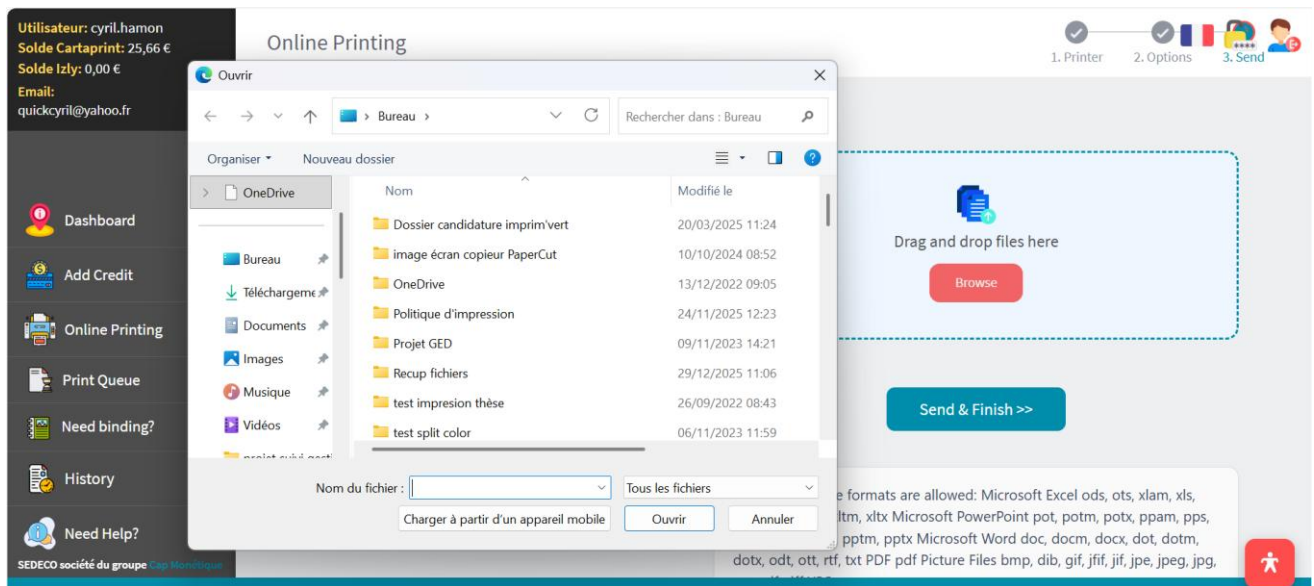 Utilisateur: cyril.hamon
Solde Cartaprint: 25,66 €
Solde Izly: 0,00 €
Email:
quickcyril@yahoo.fr
Dashboard
Add Credit
Online Printing
Print Queue
Need binding?
History
Need Help?
SEDECO société du groupe Cap Monétique
Online Printing
1. Printer
2. Options
3. Send
Ouvrir
Bureau
Rechercher dans : Bureau
Organiser
Nouveau dossier
OneDrive
Bureau
Téléchargeme
Documents
Images
Musique
Vidéos
Nom Modifié le
Dossier candidature imprim'vert 20/03/2025 11:24
image écran copieur PaperCut 10/10/2024 08:52
OneDrive 13/12/2022 09:05
Politique d'impression 24/11/2025 12:23
Projet GED 09/11/2023 14:21
Recup fichiers 29/12/2025 11:06
test impresion thèse 26/09/2022 08:43
test split color 06/11/2023 11:59
Nom du fichier :
Tous les fichiers
Charger à partir d'un appareil mobile
Ouvrir
Annuler
Drag and drop files here
Browse
Send & Finish >>
formats are allowed: Microsoft Excel ods, ots, xlam, xls,
xltx Microsoft PowerPoint pot, potm, potx, ppam, pps,
pptm, pptx Microsoft Word doc, docm, docx, dot, dotm,
dotx, odt, ott, rtf, txt PDF pdf Picture Files bmp, dib, gif, jfif, jif, jpe, jpeg, jpg,